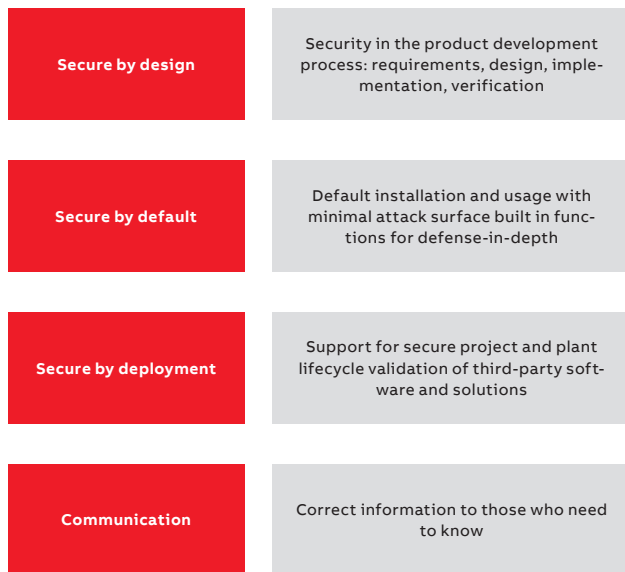 Secure by design
Security in the product development
process: requirements, design, imple-
mentation, verification
Secure by default
Default installation and usage with
minimal attack surface built in func-
tions for defense-in-depth
Secure by deployment
Support for secure project and plant
lifecycle validation of third-party soft-
ware and solutions
Communication
Correct information to those who need
to know